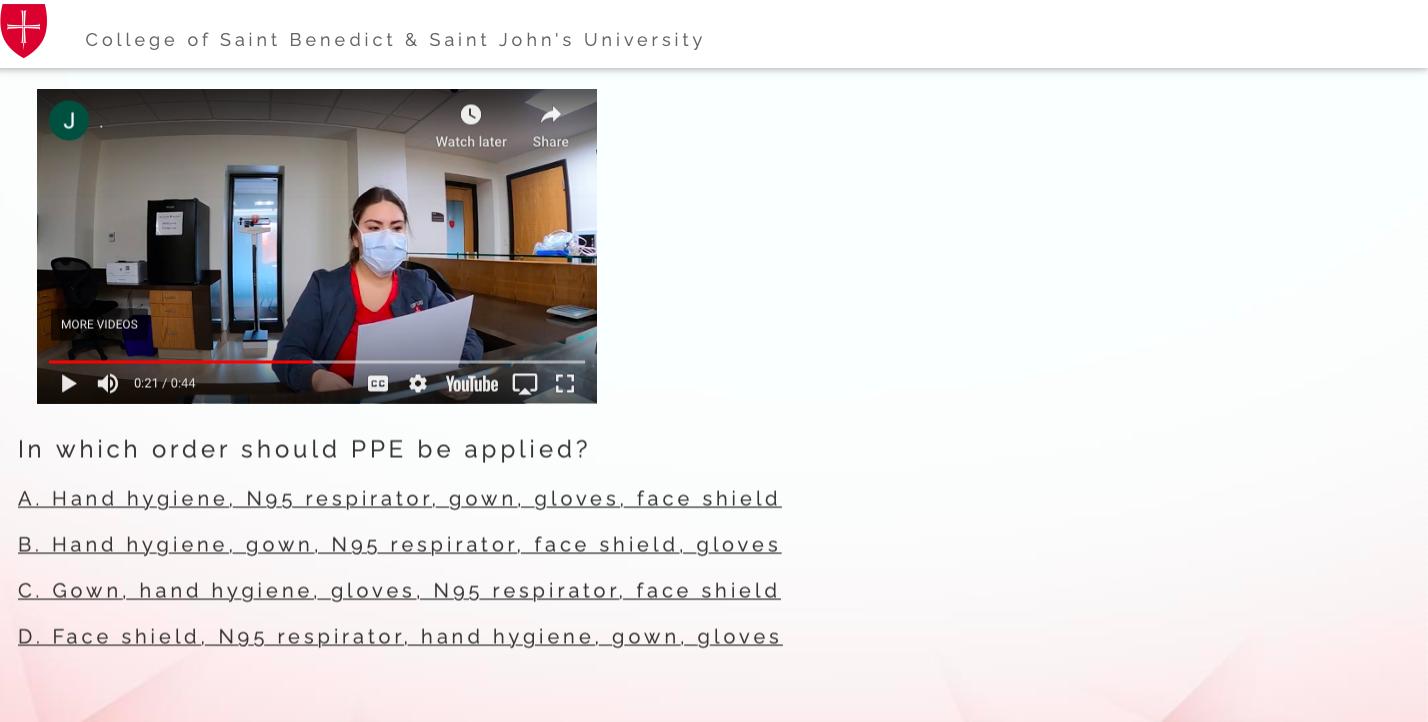 College of Saint Benedict & Saint John's University
J .
Watch later Share
MORE VIDEOS
0:21 / 0:44 CC YouTube
In which order should PPE be applied?
A. Hand hygiene, N95 respirator, gown, gloves, face shield
B. Hand hygiene, gown, N95 respirator, face shield, gloves
C. Gown, hand hygiene, gloves, N95 respirator, face shield
D. Face shield, N95 respirator, hand hygiene, gown, gloves